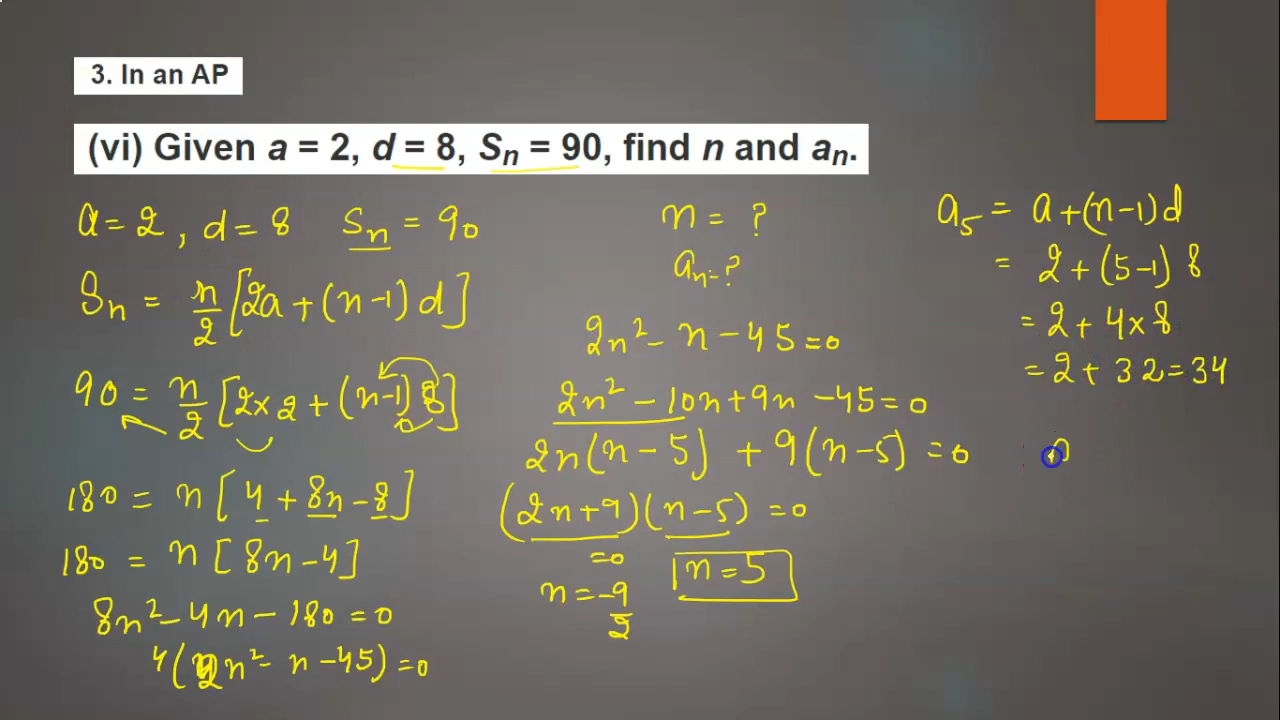 3. In an AP
(vi) Given a = 2, d = 8, Sn = 90, find n and an.
a = 2 , d = 8 Sn = 90
Sn = n/2 [2a + (n-1) d]
90 = n/2 [2×2 + (n-1) 8]
180 = n [4 + 8n - 8]
180 = n [8n - 4]
8n² - 4n - 180 = 0
4(2n² - n - 45) = 0
n = ?
an = ?
2n² - n - 45 = 0
2n² - 10n + 9n - 45 = 0
2n(n - 5) + 9(n - 5) = 0
(2n + 9)(n - 5) = 0
= 0
n = -9/2
n = 5
a5 = a + (n-1)d
= 2 + (5-1) 8
= 2 + 4×8
= 2 + 32 = 34